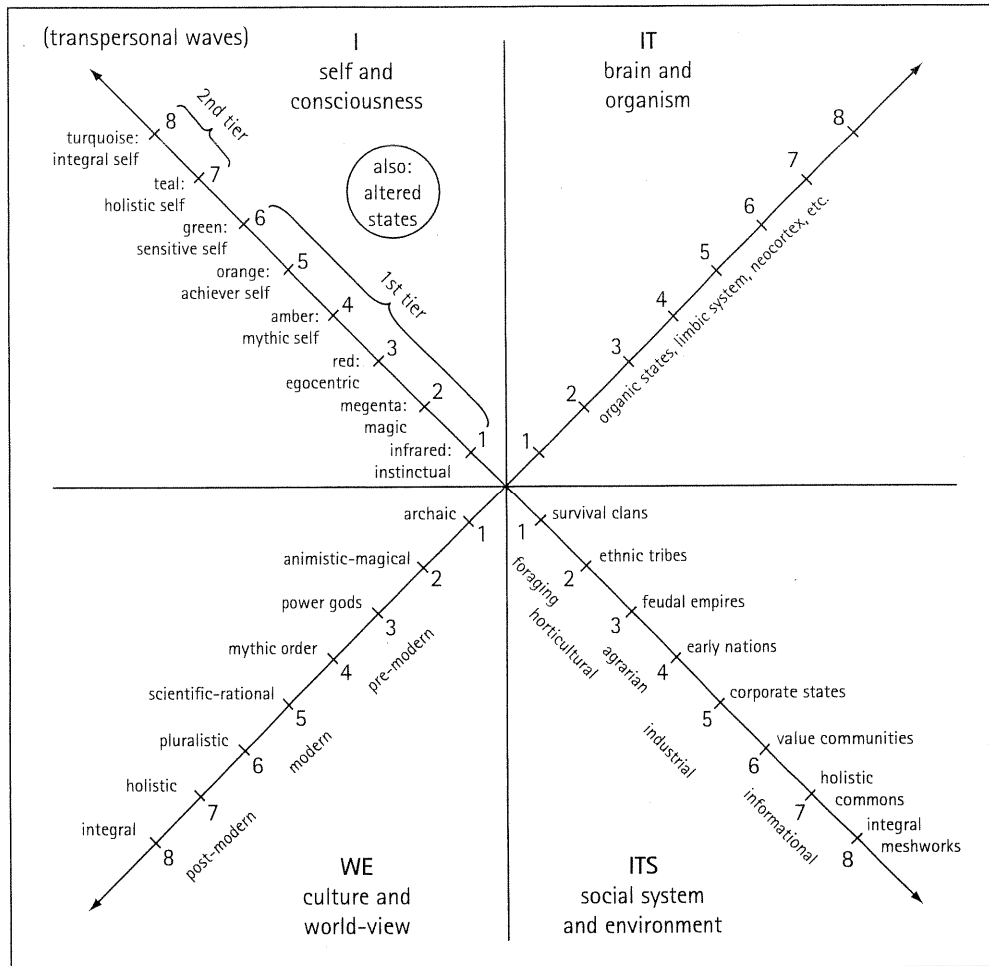 (transpersonal waves)
I
self and
consciousness
2nd tier
8
turquoise:
integral self
7
teal:
holistic self
also:
altered
states
6
green:
sensitive self
5
orange:
achiever self
1st tier
4
amber:
mythic self
3
red:
egocentric
2
megenta:
magic
1
infrared:
instinctual
IT
brain and
organism
8
7
6
5
4
3
2
1
organic states, limbic system, neocortex, etc.
archaic
1
animistic-magical
2
power gods
3
mythic order
4
pre-modern
scientific-rational
5
modern
pluralistic
6
holistic
7
integral
8
post-modern
WE
culture and
world-view
survival clans
1
foraging
ethnic tribes
2
horticultural
feudal empires
3
agrarian
early nations
4
corporate states
5
industrial
value communities
6
informational
holistic
commons
7
integral
meshworks
8
ITS
social system
and environment